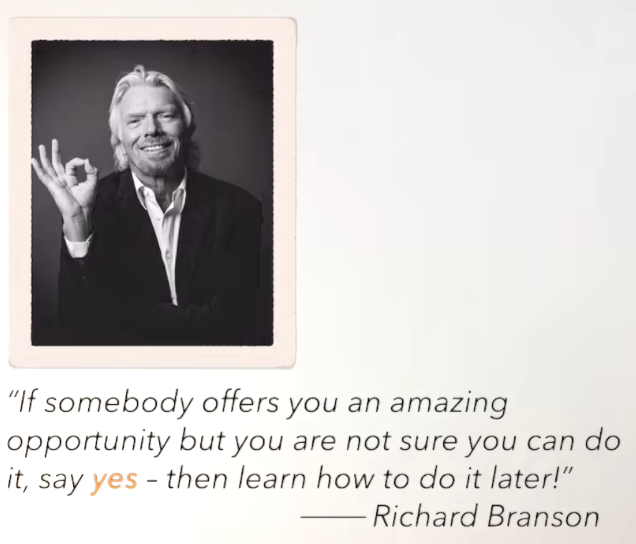 “If somebody offers you an amazing
opportunity but you are not sure you can do
it, say yes – then learn how to do it later!”
—— Richard Branson